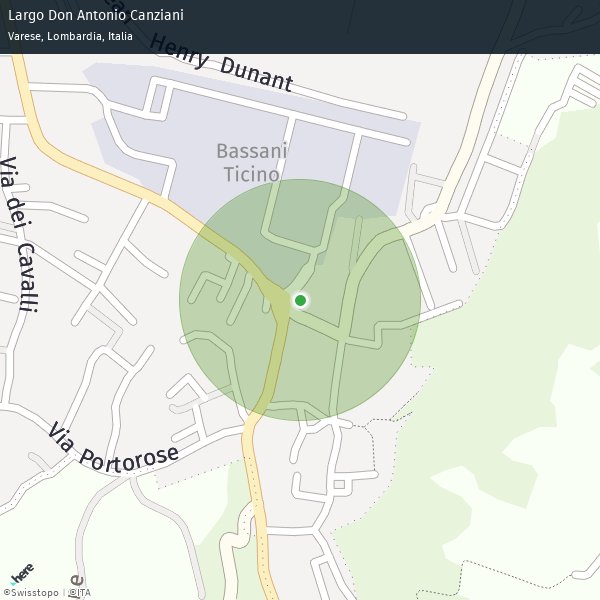 Largo Don Antonio Canziani
Varese, Lombardia, Italia
Henry Dunant
Bassani
Ticino
Via dei Cavalli
Via Portorose
here
©Swisstopo | ©ITA